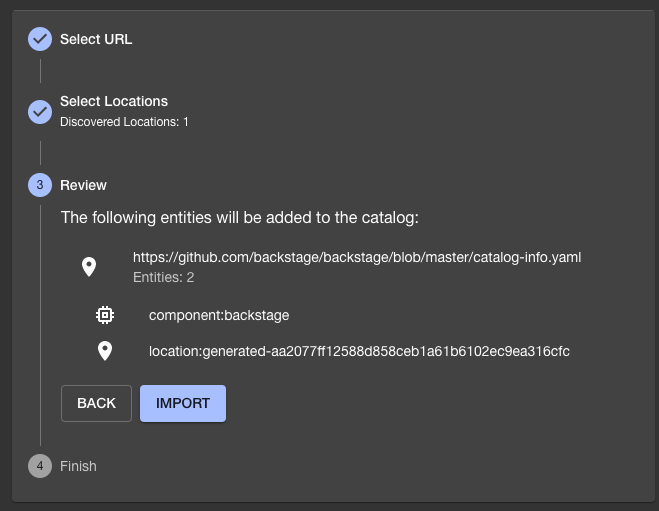 Select URL
Select Locations
Discovered Locations: 1
3 Review
The following entities will be added to the catalog:
https://github.com/backstage/backstage/blob/master/catalog-info.yaml
Entities: 2
component:backstage
location:generated-aa2077ff12588d858ceb1a61b6102ec9ea316cfc
BACK IMPORT
4 Finish